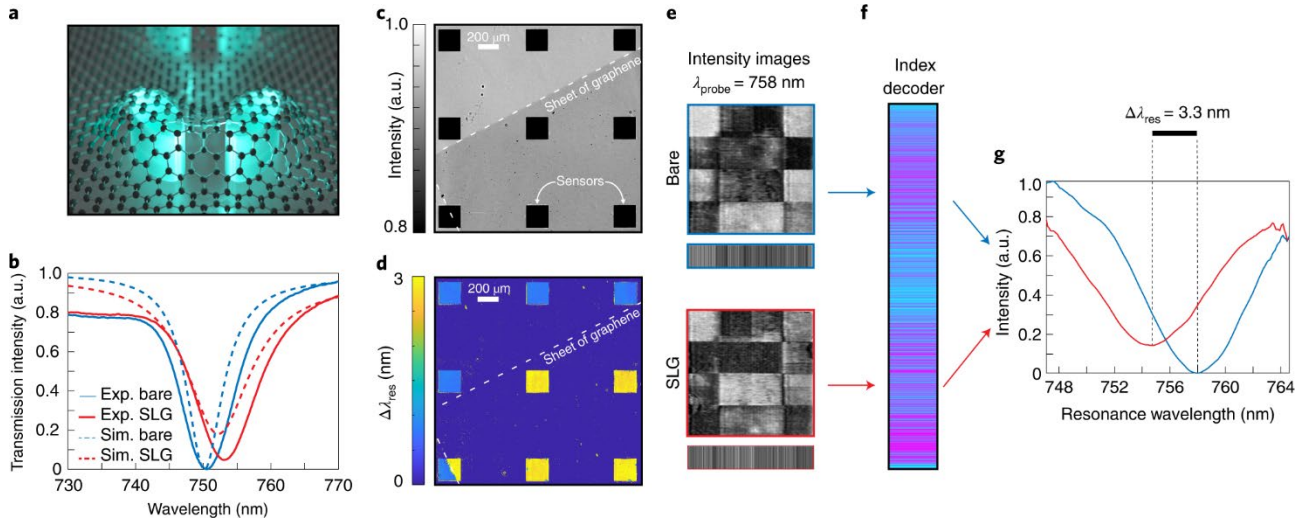 a
b
Transmission intensity (a.u.)
1.0
0.8
0.6
0.4
0.2
0
Exp. bare
Exp. SLG
Sim. bare
Sim. SLG
730
740
750
760
770
Wavelength (nm)
c
Intensity (a.u.)
1.0
0.8
200 μm
Sheet of graphene
Sensors
d
Δλres (nm)
3
0
200 μm
Sheet of graphene
e
Intensity images
λprobe = 758 nm
Bare
SLG
f
Index
decoder
g
Δλres = 3.3 nm
Intensity (a.u.)
1.0
0.8
0.6
0.4
0.2
0
748
752
756
760
764
Resonance wavelength (nm)